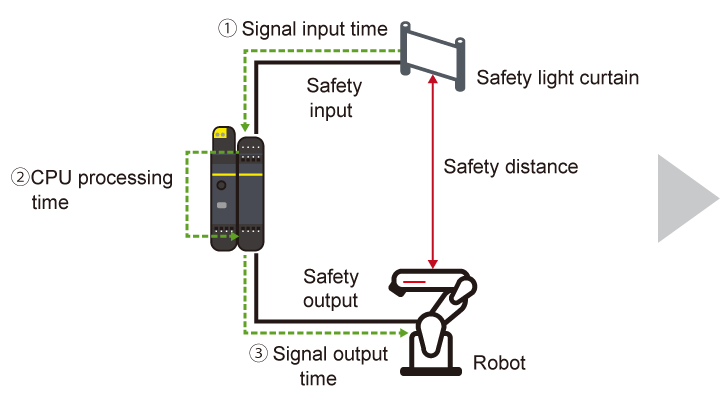 ① Signal input time
Safety
input
Safety light curtain
②CPU processing
time
Safety distance
Safety
output
③ Signal output
time
Robot